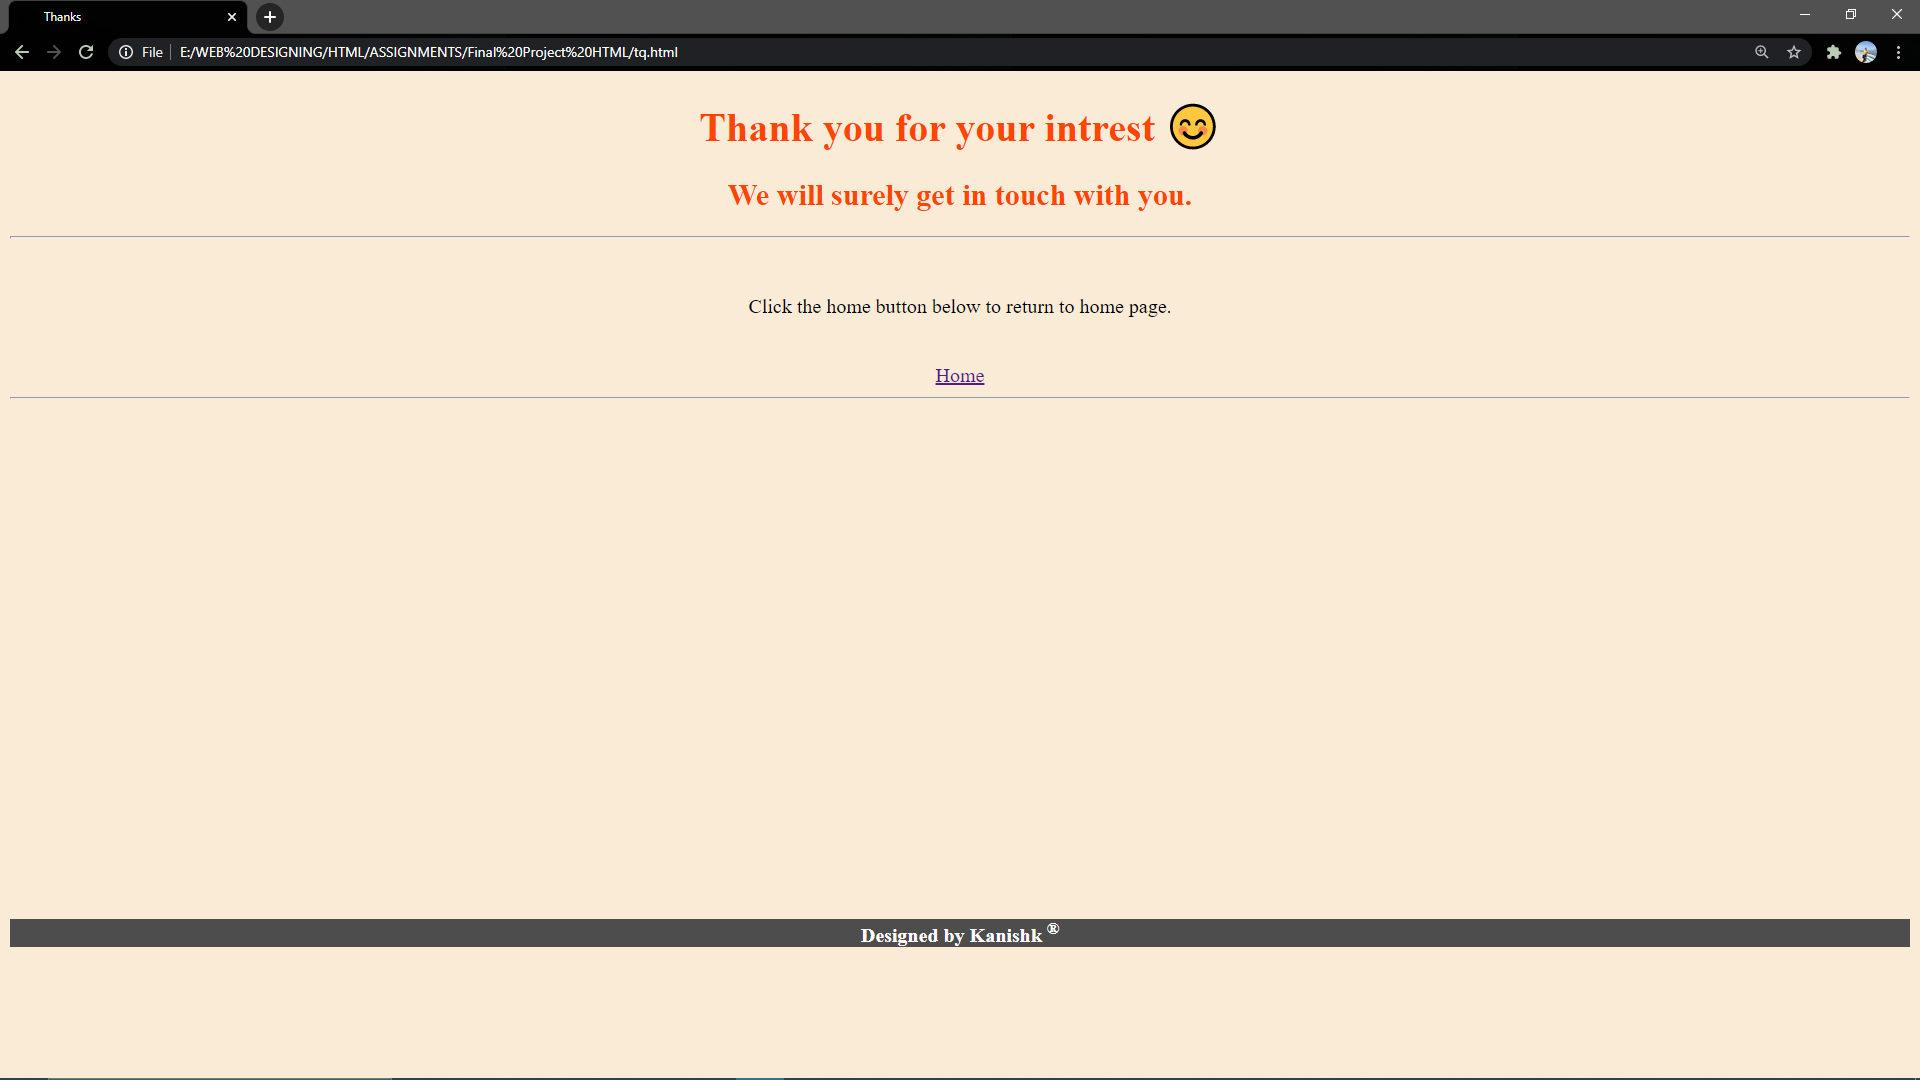 Thanks
File E:/WEB%20DESIGNING/HTML/ASSIGNMENTS/Final%20Project%20HTML/tq.html
Thank you for your intrest 😊
We will surely get in touch with you.
Click the home button below to return to home page.
Home
Designed by Kanishk ®